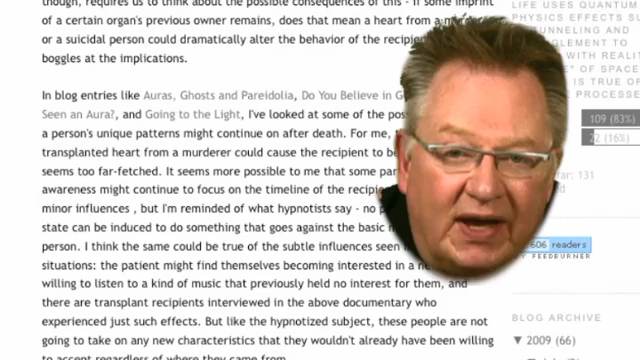 though, requires us to think about the possible consequences of this - if some imprint
of a certain organ's previous owner remains, does that mean a heart from a
or a suicidal person could dramatically alter the behavior of the
boggles at the implications.
In blog entries like Auras, Ghosts and Pareidolia, Do You Believe in
Seen an Aura?, and Going to the Light, I've looked at some of the
a person's unique patterns might continue on after death. For me,
transplanted heart from a murderer could cause the recipient to
seems too far-fetched. It seems more possible to me that some
awareness might continue to focus on the timeline of the
minor influences , but I'm reminded of what hypnotists say - no
state can be induced to do something that goes against the basic
person. I think the same could be true of the subtle influences seen
situations: the patient might find themselves becoming interested in a
willing to listen to a kind of music that previously held no interest for them, and
there are transplant recipients interviewed in the above documentary who
experienced just such effects. But like the hypnotized subject, these people are not
going to take on any new characteristics that they wouldn't already have been willing
to accept regardless of where they came from.
LIFE USES QUANTUM
PHYSICS EFFECTS
TUNNELING AND
WITH
OF
IS TRUE
PROCESSE
109 (83%)
22 (16%)
far: 131
606 readers
BY FEEDBURNER
BLOG ARCHIVE
▼ 2009 (66)